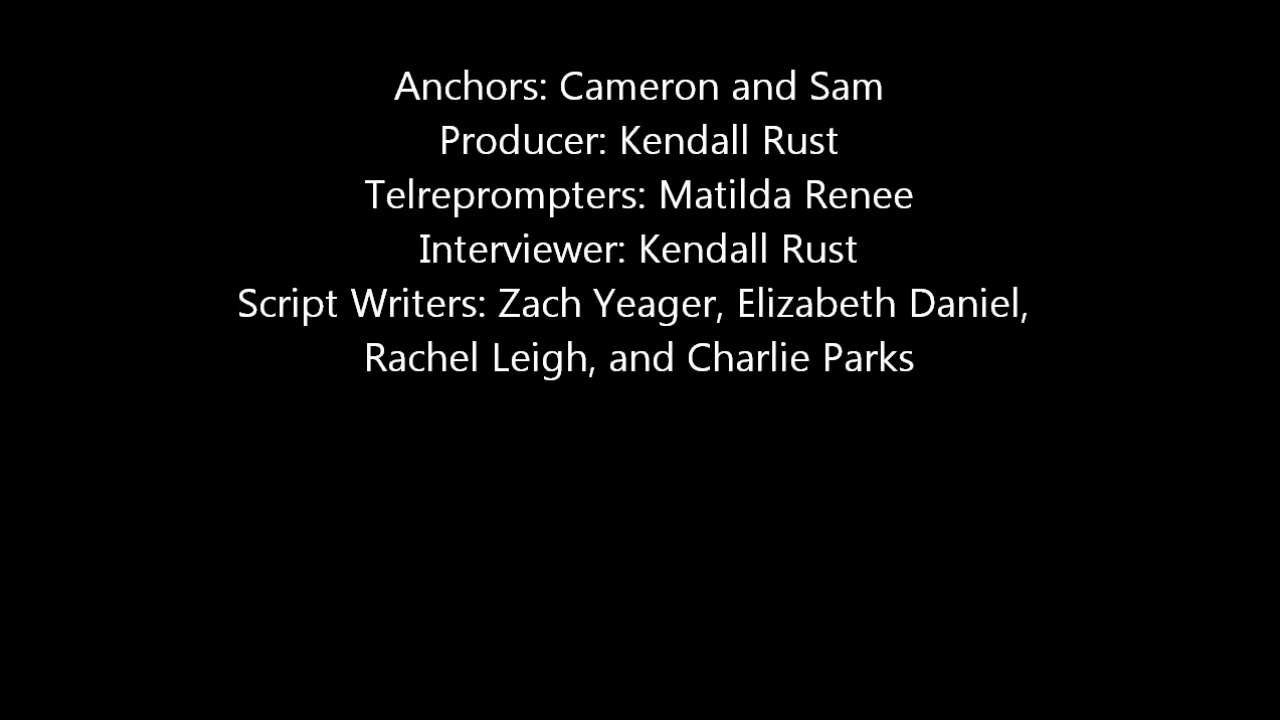 Anchors: Cameron and Sam
Producer: Kendall Rust
Telreprompters: Matilda Renee
Interviewer: Kendall Rust
Script Writers: Zach Yeager, Elizabeth Daniel,
Rachel Leigh, and Charlie Parks